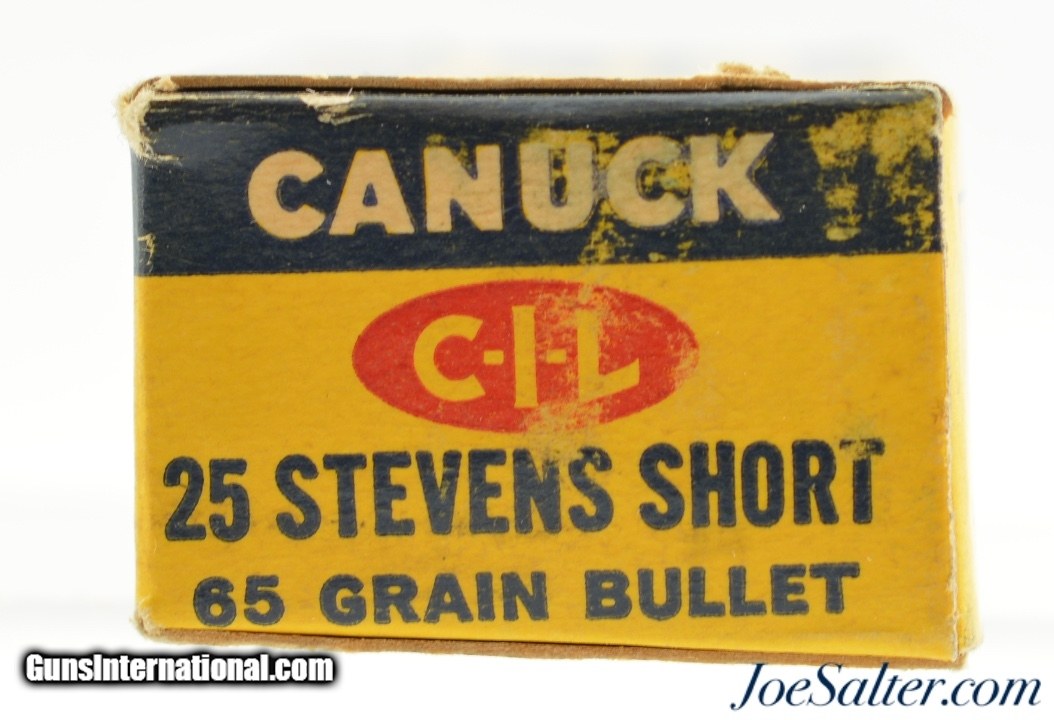 CANUCK
C-I-L
25 STEVENS SHORT
65 GRAIN BULLET
GunsInternational.com
JoeSalter.com